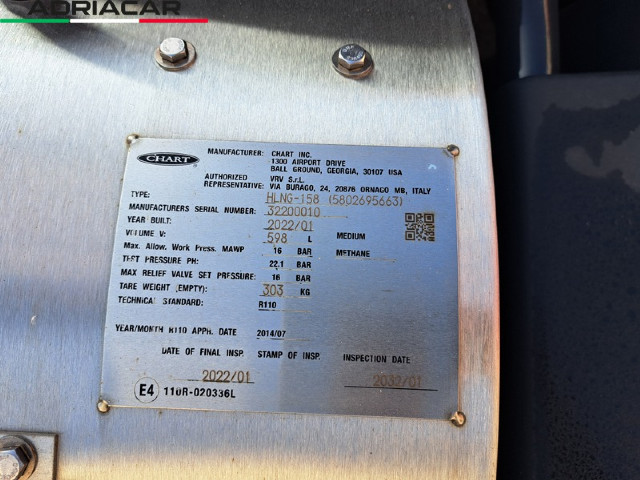 ADRIACAR
CHART
MANUFACTURER: CHART INC.
1300 AIRPORT DRIVE
BALL GROUND, GEORGIA, 30107 USA
AUTHORIZED REPRESENTATIVE: VRV S.r.L.
VIA BURAGO, 24, 20876 ORNAGO MB, ITALY
TYPE: HLNG-158 (5802695663)
MANUFACTURERS SERIAL NUMBER: 32200010
YEAR BUILT: 2022/01
VOLUME V: 598 L MEDIUM
Max. Allow. Work Press. MAWP 16 BAR METHANE
TEST PRESSURE PH: 22.1 BAR
MAX RELIEF VALVE SET PRESSURE: 16 BAR
TARE WEIGHT (EMPTY): 303 KG
TECHNICAL STANDARD: R110
YEAR/MONTH R110 APPR. DATE 2014/07
DATE OF FINAL INSP. STAMP OF INSP. INSPECTION DATE
2022/01 2032/01
E4 110R-020336L